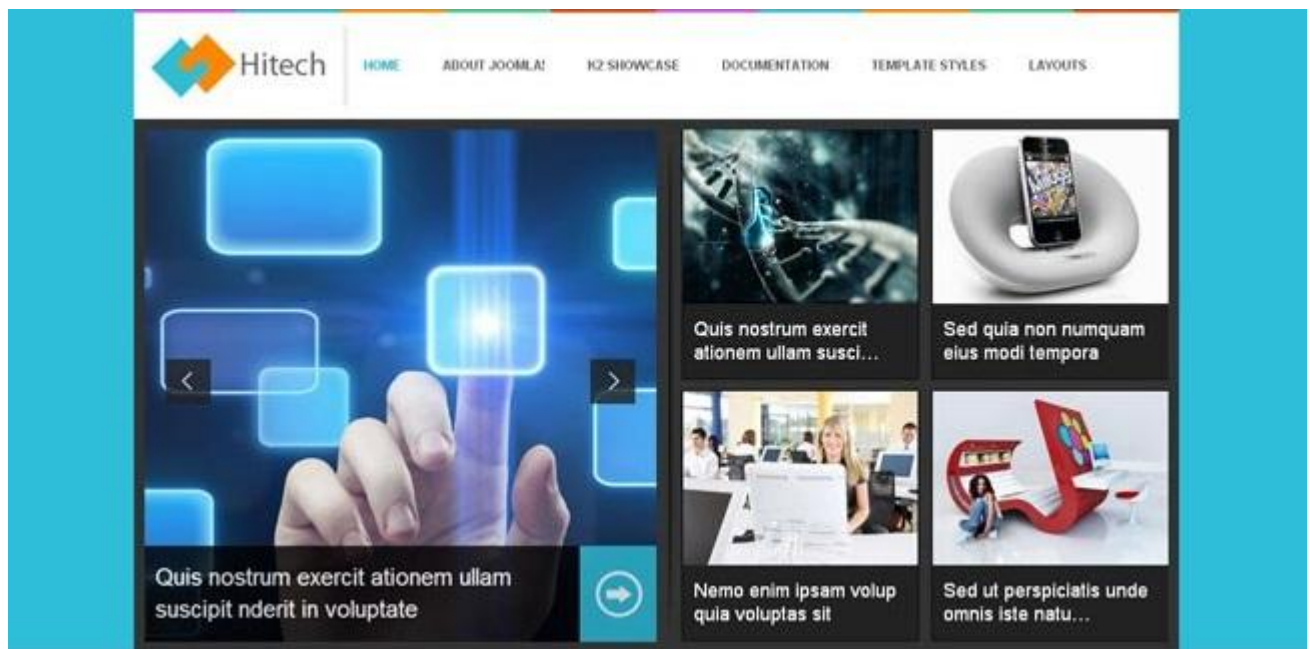 Hitech
HOME ABOUT JOOMLA! K2 SHOWCASE DOCUMENTATION TEMPLATE STYLES LAYOUTS
Quis nostrum exercit ationem ullam
suscipit nderit in voluptate
Quis nostrum exercit
ationem ullam susci...
Sed quia non numquam
eius modi tempora
Nemo enim ipsam volup
quia voluptas sit
Sed ut perspiciatis unde
omnis iste natu...